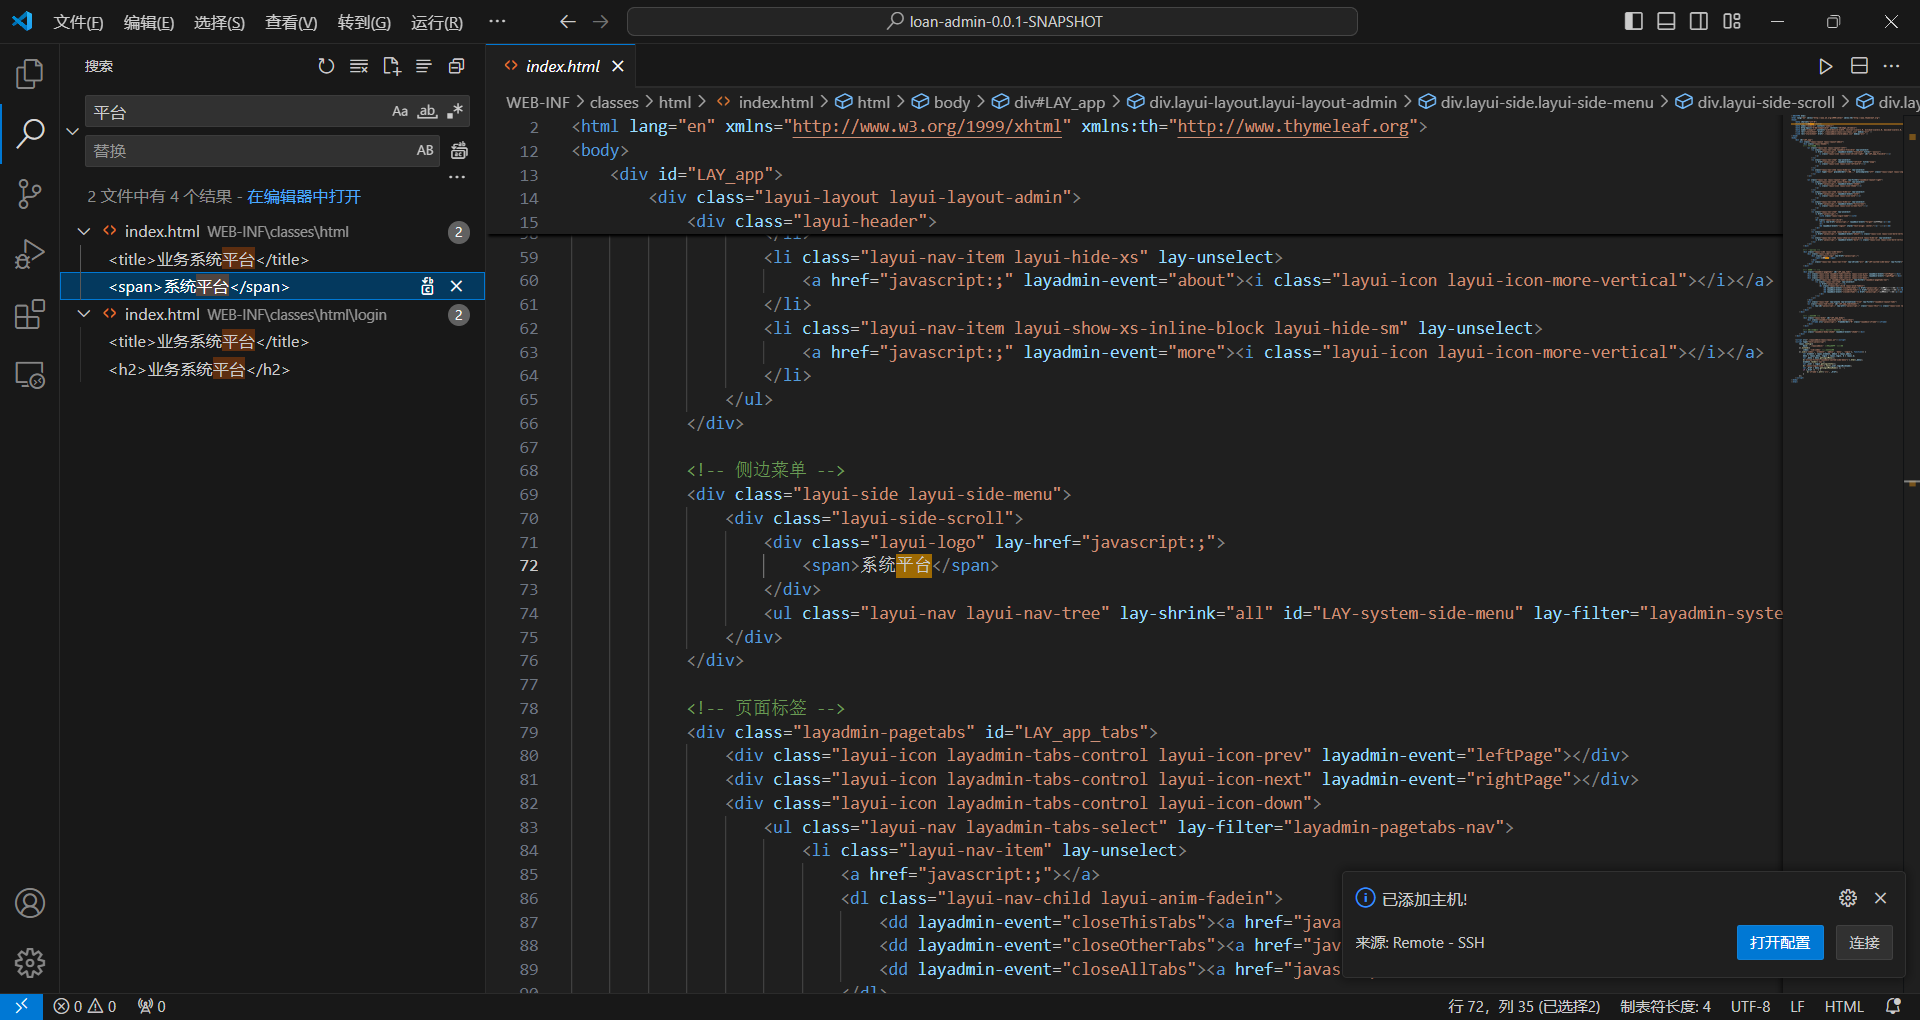 文件(F) 编辑(E) 选择(S) 查看(V) 转到(G) 运行(R) ···
loan-admin-0.0.1-SNAPSHOT
搜索
平台 Aa ab
替换 AB
2 文件中有 4 个结果 - 在编辑器中打开
index.html WEB-INF\classes\html 2
<title>业务系统平台</title>
<span>系统平台</span>
index.html WEB-INF\classes\html\login 2
<title>业务系统平台</title>
<h2>业务系统平台</h2>
index.html
WEB-INF > classes > html > index.html > html > body > div#LAY_app > div.layui-layout.layui-layout-admin > div.layui-side.layui-side-menu > div.layui-side-scroll > div.lay
2 <html lang="en" xmlns="http://www.w3.org/1999/xhtml" xmlns:th="http://www.thymeleaf.org">
12 <body>
13 <div id="LAY_app">
14 <div class="layui-layout layui-layout-admin">
15 <div class="layui-header">
59 <li class="layui-nav-item layui-hide-xs" lay-unselect>
60 <a href="javascript:;" layadmin-event="about"><i class="layui-icon layui-icon-more-vertical"></i></a>
61 </li>
62 <li class="layui-nav-item layui-show-xs-inline-block layui-hide-sm" lay-unselect>
63 <a href="javascript:;" layadmin-event="more"><i class="layui-icon layui-icon-more-vertical"></i></a>
64 </li>
65 </ul>
66 </div>
67
68 <!-- 侧边菜单 -->
69 <div class="layui-side layui-side-menu">
70 <div class="layui-side-scroll">
71 <div class="layui-logo" lay-href="javascript:;">
72 <span>系统平台</span>
73 </div>
74 <ul class="layui-nav layui-nav-tree" lay-shrink="all" id="LAY-system-side-menu" lay-filter="layadmin-syste
75 </div>
76 </div>
77
78 <!-- 页面标签 -->
79 <div class="layadmin-pagetabs" id="LAY_app_tabs">
80 <div class="layui-icon layadmin-tabs-control layui-icon-prev" layadmin-event="leftPage"></div>
81 <div class="layui-icon layadmin-tabs-control layui-icon-next" layadmin-event="rightPage"></div>
82 <div class="layui-icon layadmin-tabs-control layui-icon-down">
83 <ul class="layui-nav layadmin-tabs-select" lay-filter="layadmin-pagetabs-nav">
84 <li class="layui-nav-item" lay-unselect>
85 <a href="javascript:;"></a>
86 <dl class="layui-nav-child layui-anim-fadein">
87 <dd layadmin-event="closeThisTabs"><a href="java
88 <dd layadmin-event="closeOtherTabs"><a href="jav
89 <dd layadmin-event="closeAllTabs"><a href="javas
已添加主机!
来源: Remote - SSH
打开配置 连接
0 0 0
行 72，列 35 (已选择2) 制表符长度: 4 UTF-8 LF HTML